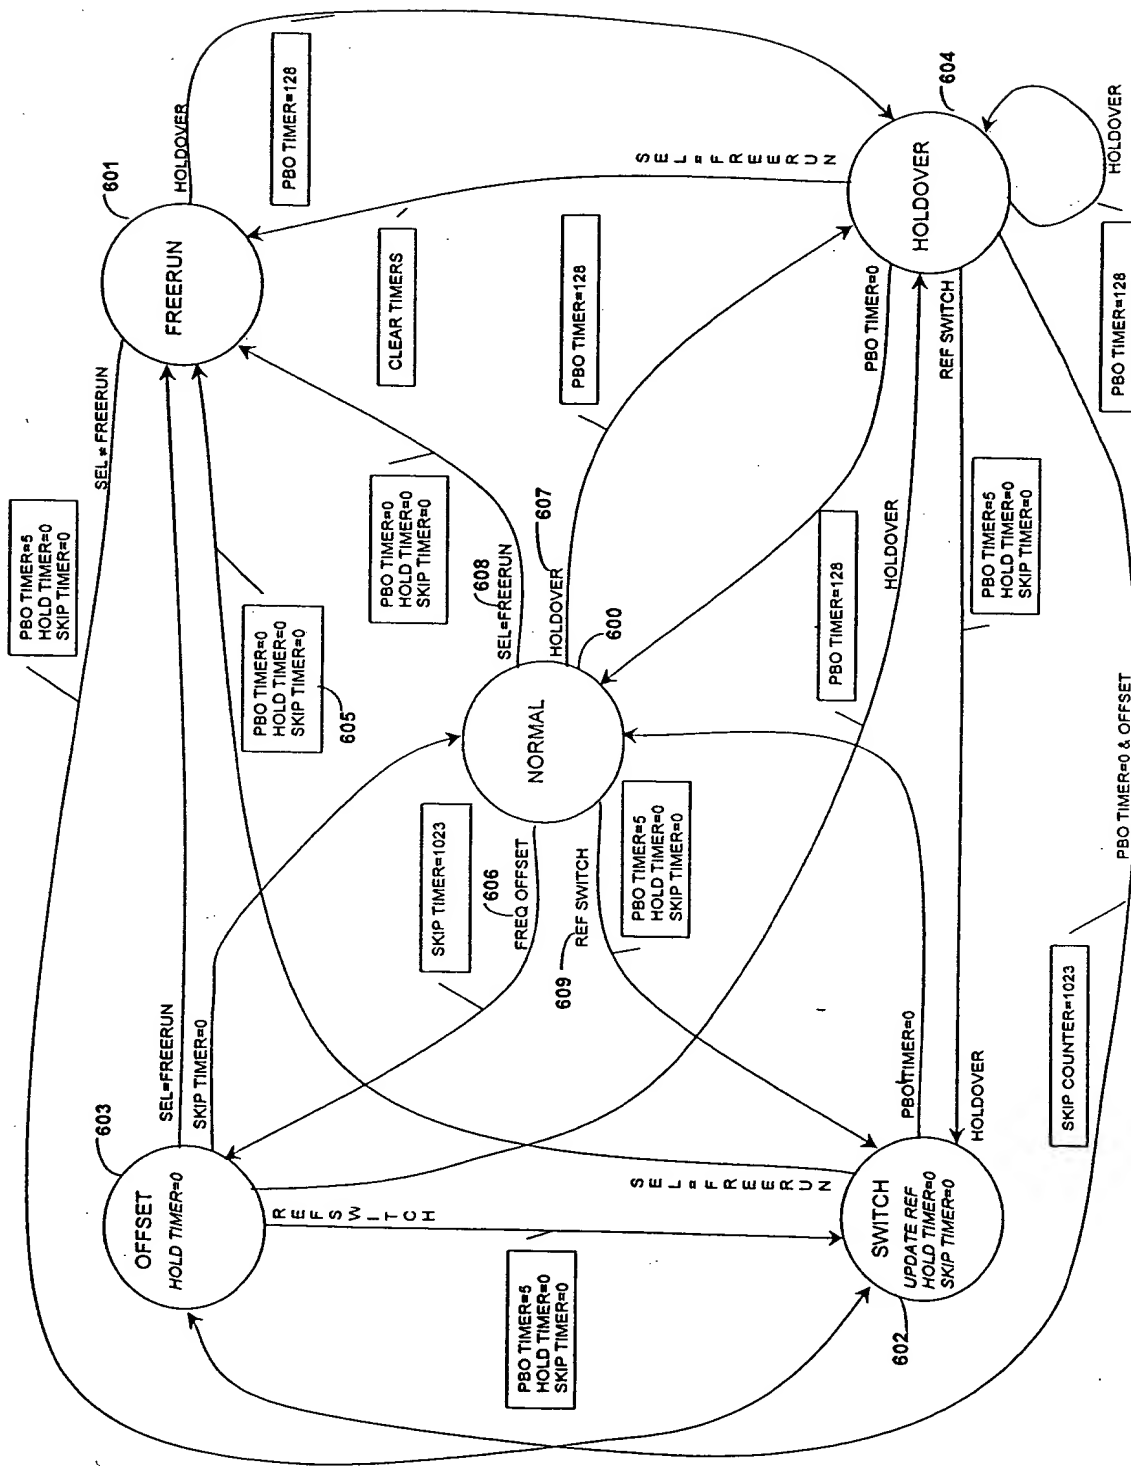 601
FREERUN
HOLDOVER
PBO TIMER=128
604
HOLDOVER
HOLDOVER
PBO TIMER=128
SEL=FREERUN
CLEAR TIMERS
SEL ≠ FREERUN
PBO TIMER=5
HOLD TIMER=0
SKIP TIMER=0
PBO TIMER=0
HOLD TIMER=0
SKIP TIMER=0
605
PBO TIMER=0
HOLD TIMER=0
SKIP TIMER=0
608
SEL=FREERUN
607
HOLDOVER
PBO TIMER=128
600
NORMAL
PBO TIMER=0
REF SWITCH
PBO TIMER=5
HOLD TIMER=0
SKIP TIMER=0
HOLDOVER
PBO TIMER=128
SKIP TIMER=1023
606
FREQ OFFSET
609
REF SWITCH
PBO TIMER=5
HOLD TIMER=0
SKIP TIMER=0
603
OFFSET
HOLD TIMER=0
SEL=FREERUN
SKIP TIMER=0
REFSWITCH
PBO TIMER=5
HOLD TIMER=0
SKIP TIMER=0
SEL=FREERUN
602
SWITCH
UPDATE REF
HOLD TIMER=0
SKIP TIMER=0
PBO TIMER=0
HOLDOVER
SKIP COUNTER=1023
PBO TIMER=0 & OFFSET